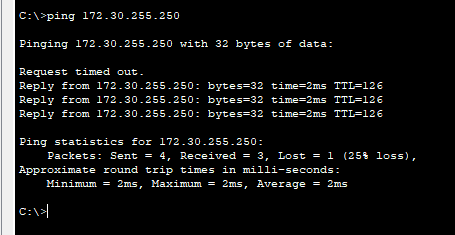 C:\>ping 172.30.255.250
Pinging 172.30.255.250 with 32 bytes of data:
Request timed out.
Reply from 172.30.255.250: bytes=32 time=2ms TTL=126
Reply from 172.30.255.250: bytes=32 time=2ms TTL=126
Reply from 172.30.255.250: bytes=32 time=2ms TTL=126
Ping statistics for 172.30.255.250:
Packets: Sent = 4, Received = 3, Lost = 1 (25% loss),
Approximate round trip times in milli-seconds:
Minimum = 2ms, Maximum = 2ms, Average = 2ms
C:\>